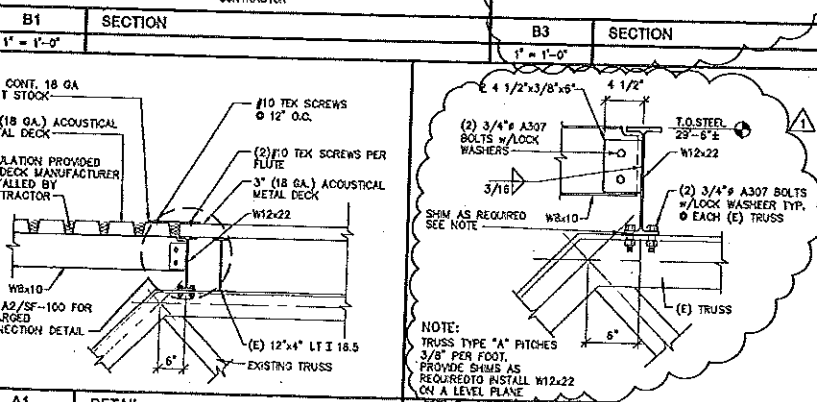 CONTRACTOR
B1 SECTION
1" = 1'-0"
B3 SECTION
1" = 1'-0"
CONT. 18 GA
T STOCK
(18 GA.) ACOUSTICAL
AL DECK
ULATION PROVIDED
DECK MANUFACTURER
ALLED BY
TRACTOR
W8x10
A2/SF-100 FOR
ARGED
NECTION DETAIL
6"
#10 TEK SCREWS
@ 12" O.C.
(2)#10 TEK SCREWS PER
FLUTE
3" (18 GA.) ACOUSTICAL
METAL DECK
W12x22
(E) 12"x4" LT I 18.5
EXISTING TRUSS
4 1/2"x3/8"x6"
4 1/2"
(2) 3/4"ø A307
BOLTS w/LOCK
WASHERS
3/16
W8x10
SHIM AS REQUIRED
SEE NOTE
T.O.STEEL
29'-6"±
1
W12x22
(2) 3/4"ø A307 BOLTS
w/LOCK WASHEER TYP.
@ EACH (E) TRUSS
(E) TRUSS
6"
NOTE:
TRUSS TYPE "A" PITCHES
3/8" PER FOOT.
PROVIDE SHIMS AS
REQUIREDTO INSTALL W12x22
ON A LEVEL PLANE
A1 DETAIL